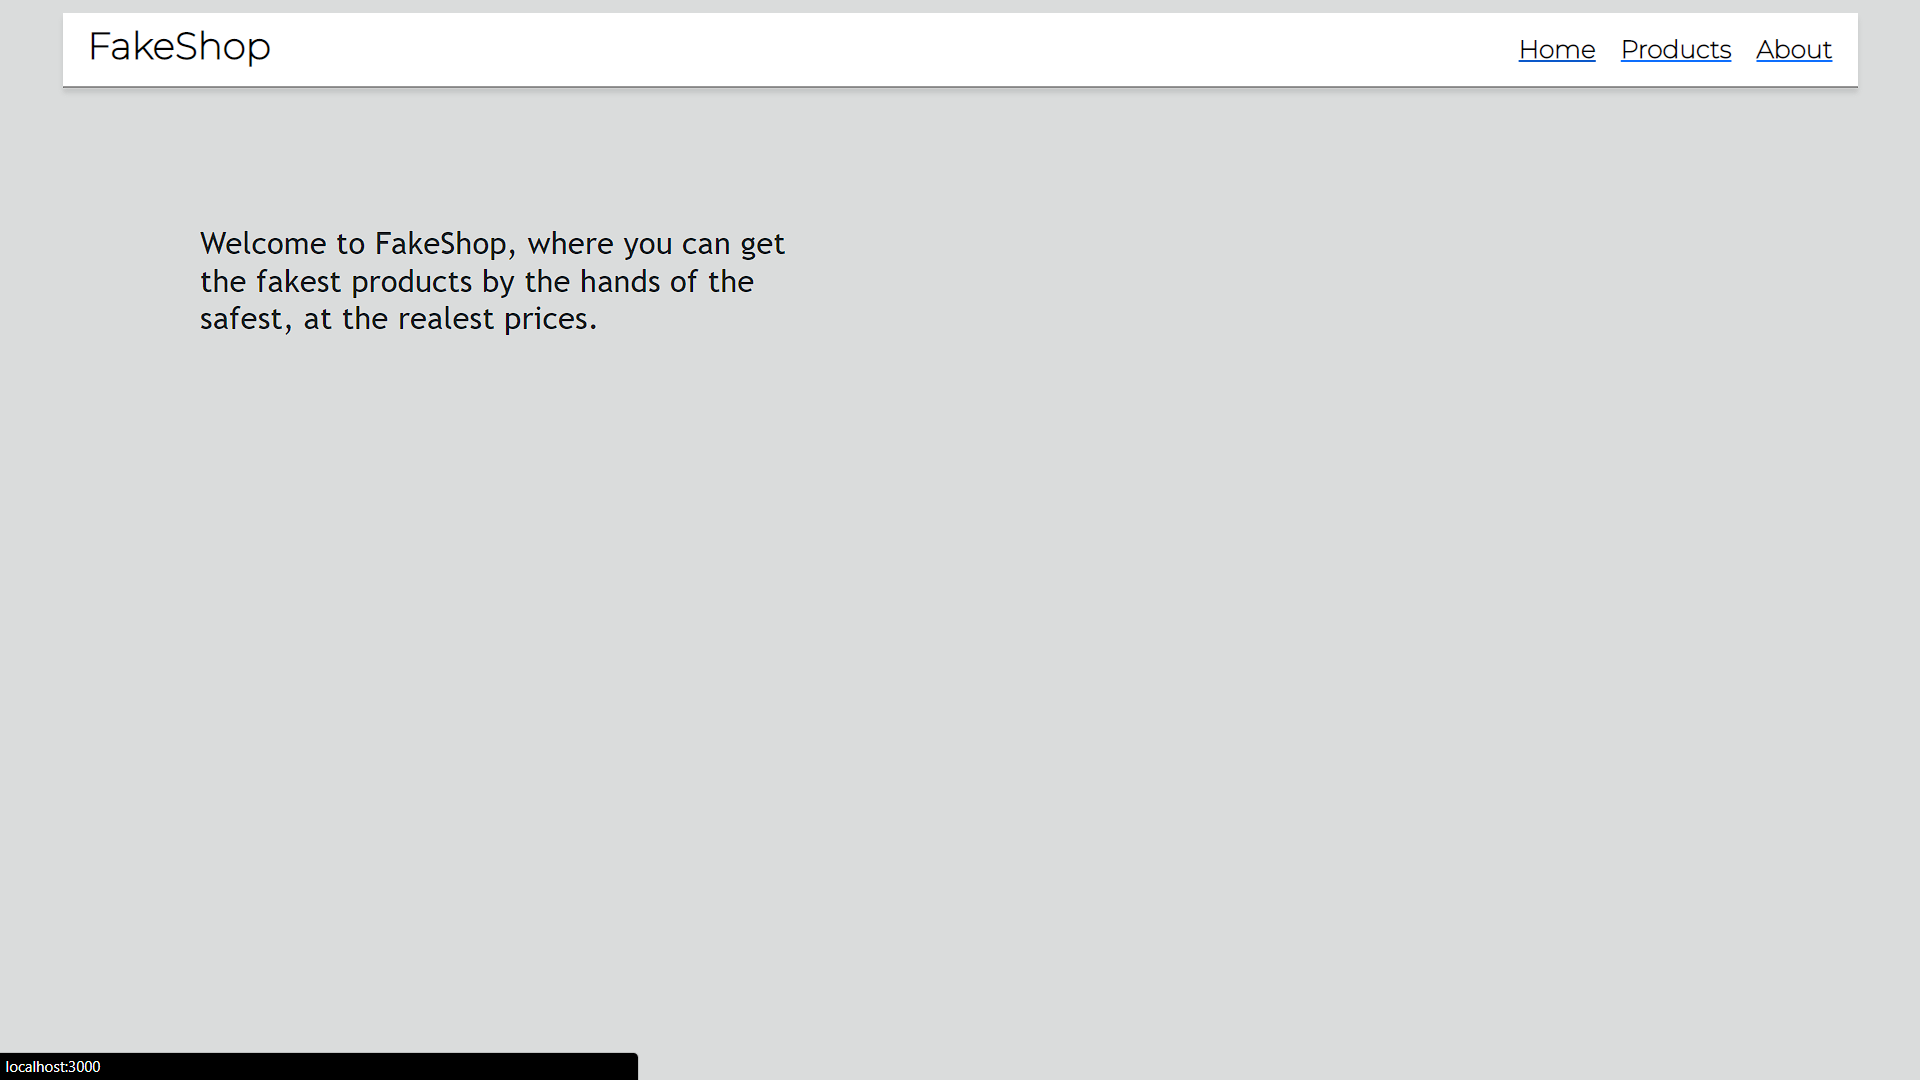 FakeShop
Home Products About
Welcome to FakeShop, where you can get
the fakest products by the hands of the
safest, at the realest prices.
localhost:3000